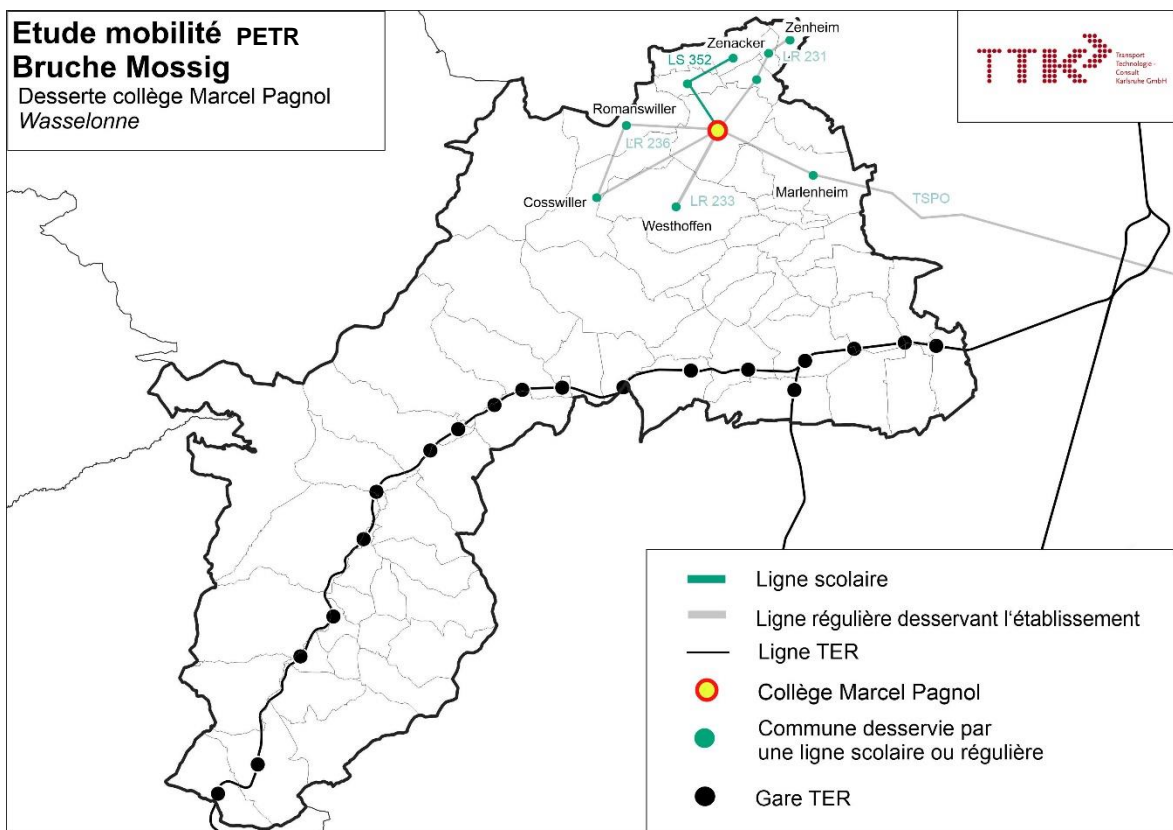 Etude mobilité PETR
Bruche Mossig
Desserte collège Marcel Pagnol
Wasselonne
TTK
Transport
Technologie-
Consult
Karlsruhe GmbH
Zenheim
Zenacker
LS 352
LR 231
Romanswiller
LR 236
Cosswiller
LR 233
Westhoffen
Marlenheim
TSPO
Ligne scolaire
Ligne régulière desservant l'établissement
Ligne TER
Collège Marcel Pagnol
Commune desservie par
une ligne scolaire ou régulière
Gare TER